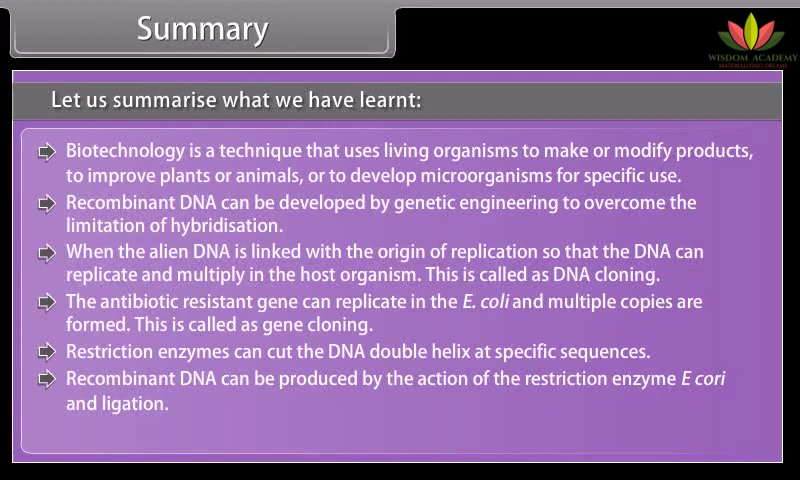 Summary
WISDOM ACADEMY
MATERIALIZING DREAMS
Let us summarise what we have learnt:
Biotechnology is a technique that uses living organisms to make or modify products,
to improve plants or animals, or to develop microorganisms for specific use.
Recombinant DNA can be developed by genetic engineering to overcome the
limitation of hybridisation.
When the alien DNA is linked with the origin of replication so that the DNA can
replicate and multiply in the host organism. This is called as DNA cloning.
The antibiotic resistant gene can replicate in the E. coli and multiple copies are
formed. This is called as gene cloning.
Restriction enzymes can cut the DNA double helix at specific sequences.
Recombinant DNA can be produced by the action of the restriction enzyme E cori
and ligation.